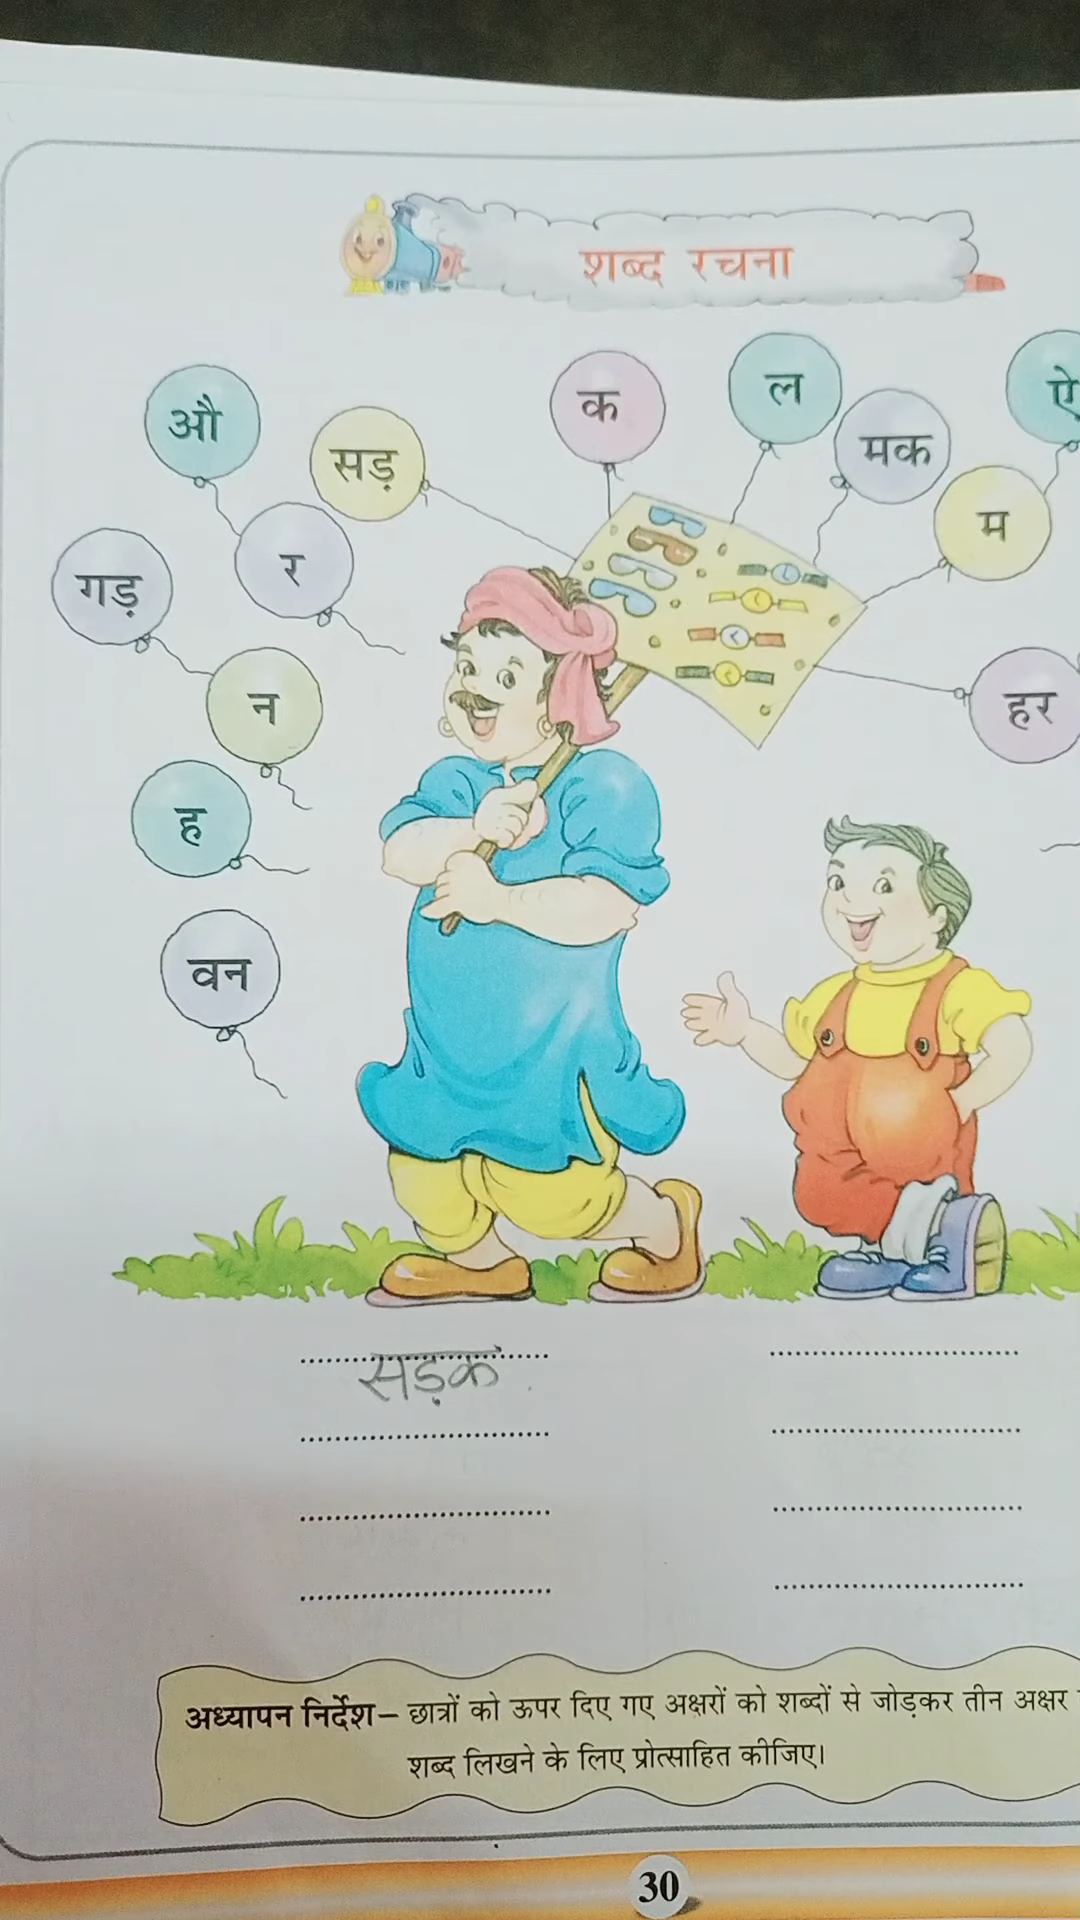 शब्द रचना
औ
सड़
क
ल
मक
ऐ
म
गड़
र
न
हर
ह
वन
सड़क
अध्यापन निर्देश– छात्रों को ऊपर दिए गए अक्षरों को शब्दों से जोड़कर तीन अक्षर
शब्द लिखने के लिए प्रोत्साहित कीजिए।
30